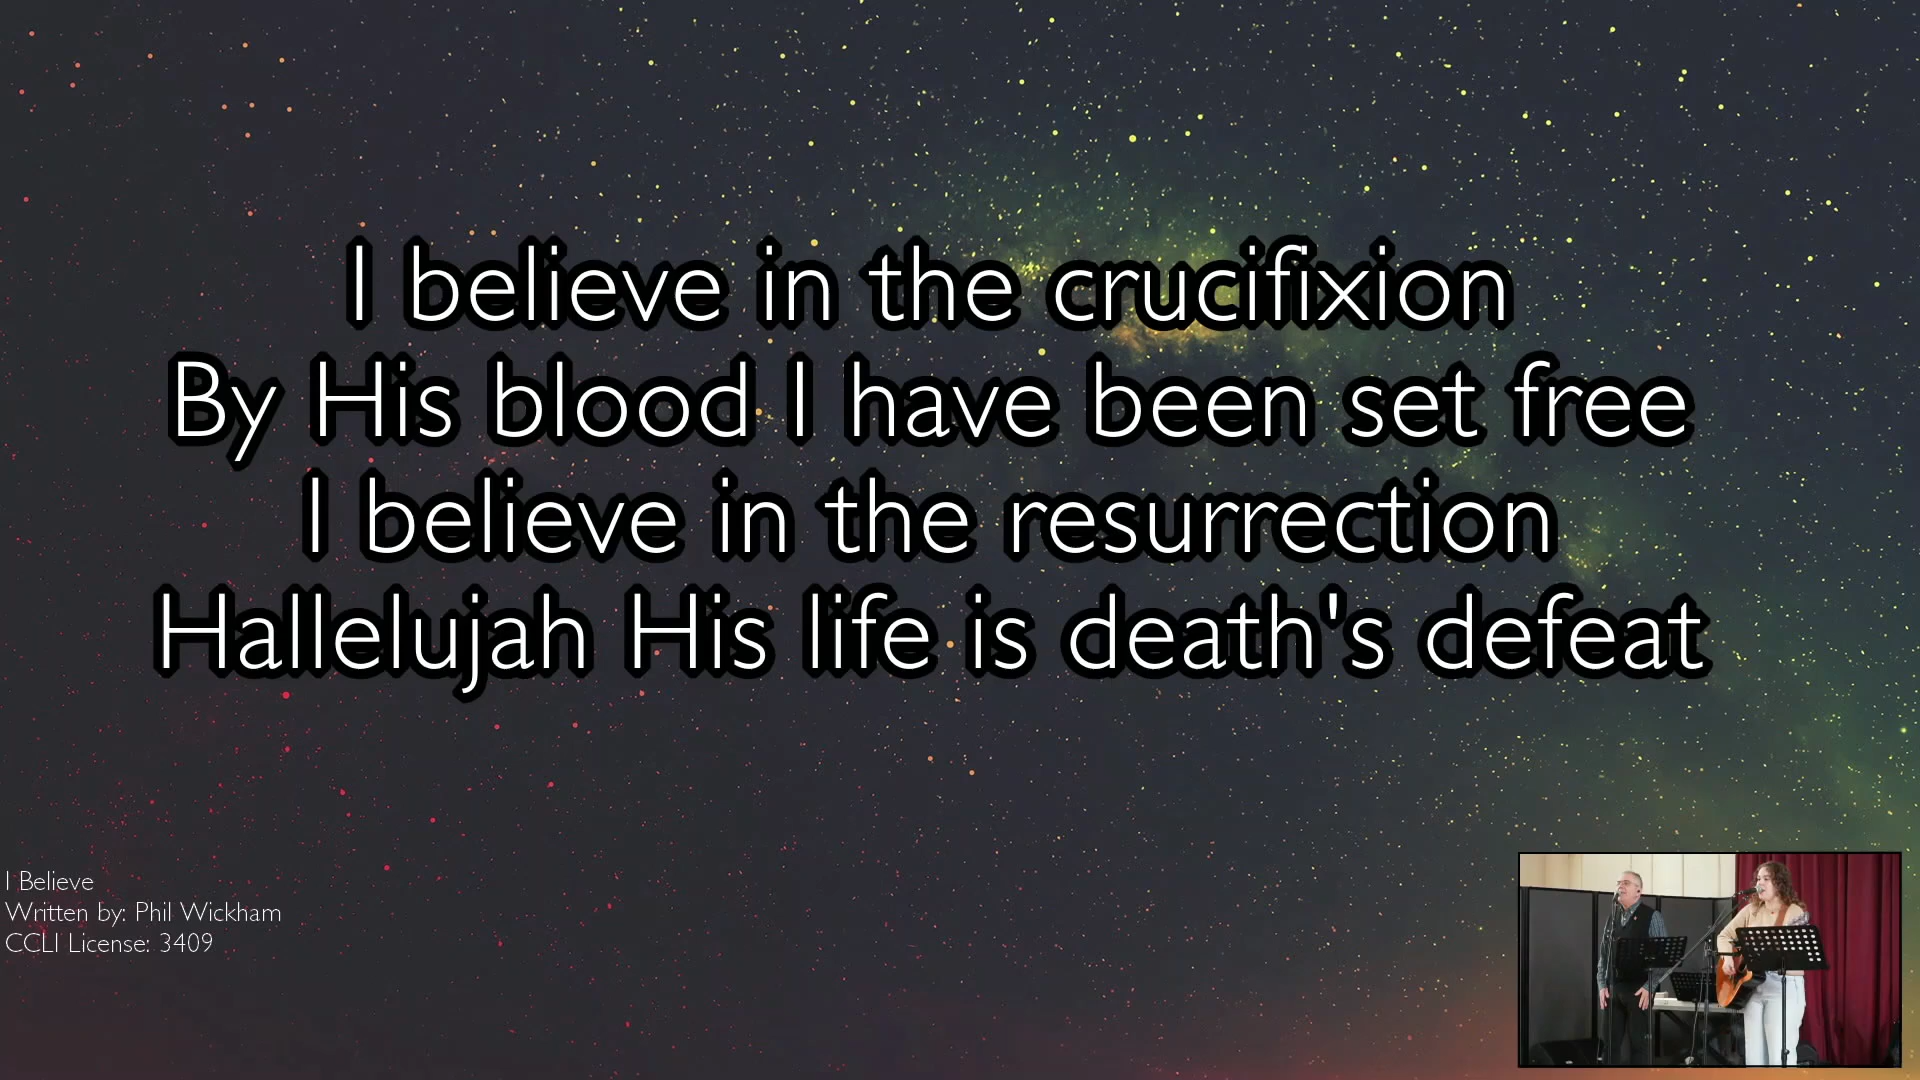 I believe in the crucifixion
By His blood I have been set free
I believe in the resurrection
Hallelujah His life is death's defeat
I Believe
Written by: Phil Wickham
CCLI License: 3409